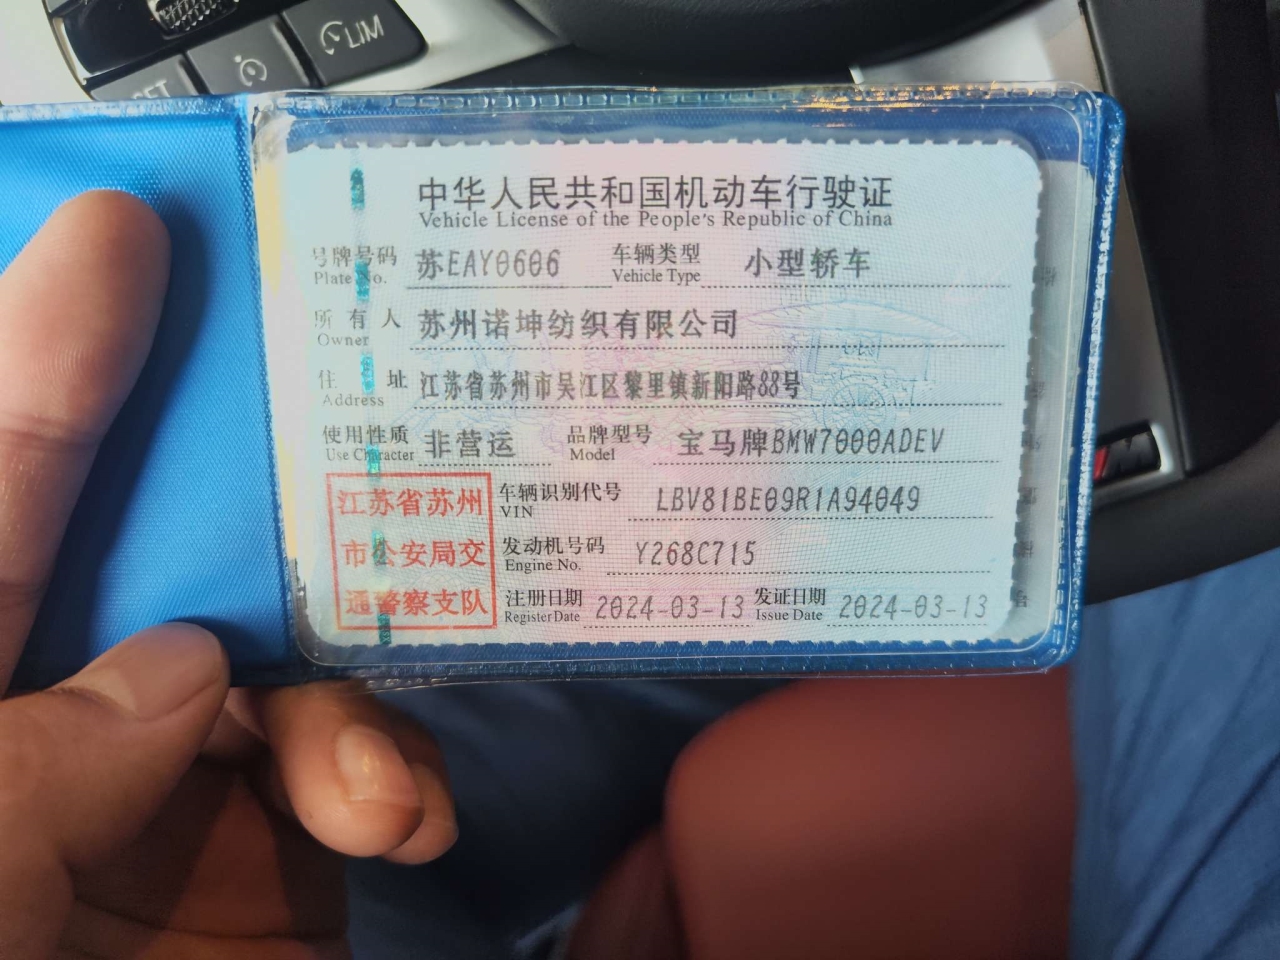 LIM
SET
中华人民共和国机动车行驶证
Vehicle License of the People's Republic of China
号牌号码 苏EAY0606 车辆类型 小型轿车
Plate No. Vehicle Type
所有人 苏州诺坤纺织有限公司
Owner
住址 江苏省苏州市吴江区黎里镇新阳路88号
Address
使用性质 非营运 品牌型号 宝马牌BMW7000ADEV
Use Character Model
江苏省苏州
市公安局交
通警察支队
车辆识别代号 LBV81BE09R1A94049
VIN
发动机号码 Y268C715
Engine No.
注册日期 2024-03-13 发证日期 2024-03-13
Register Date Issue Date